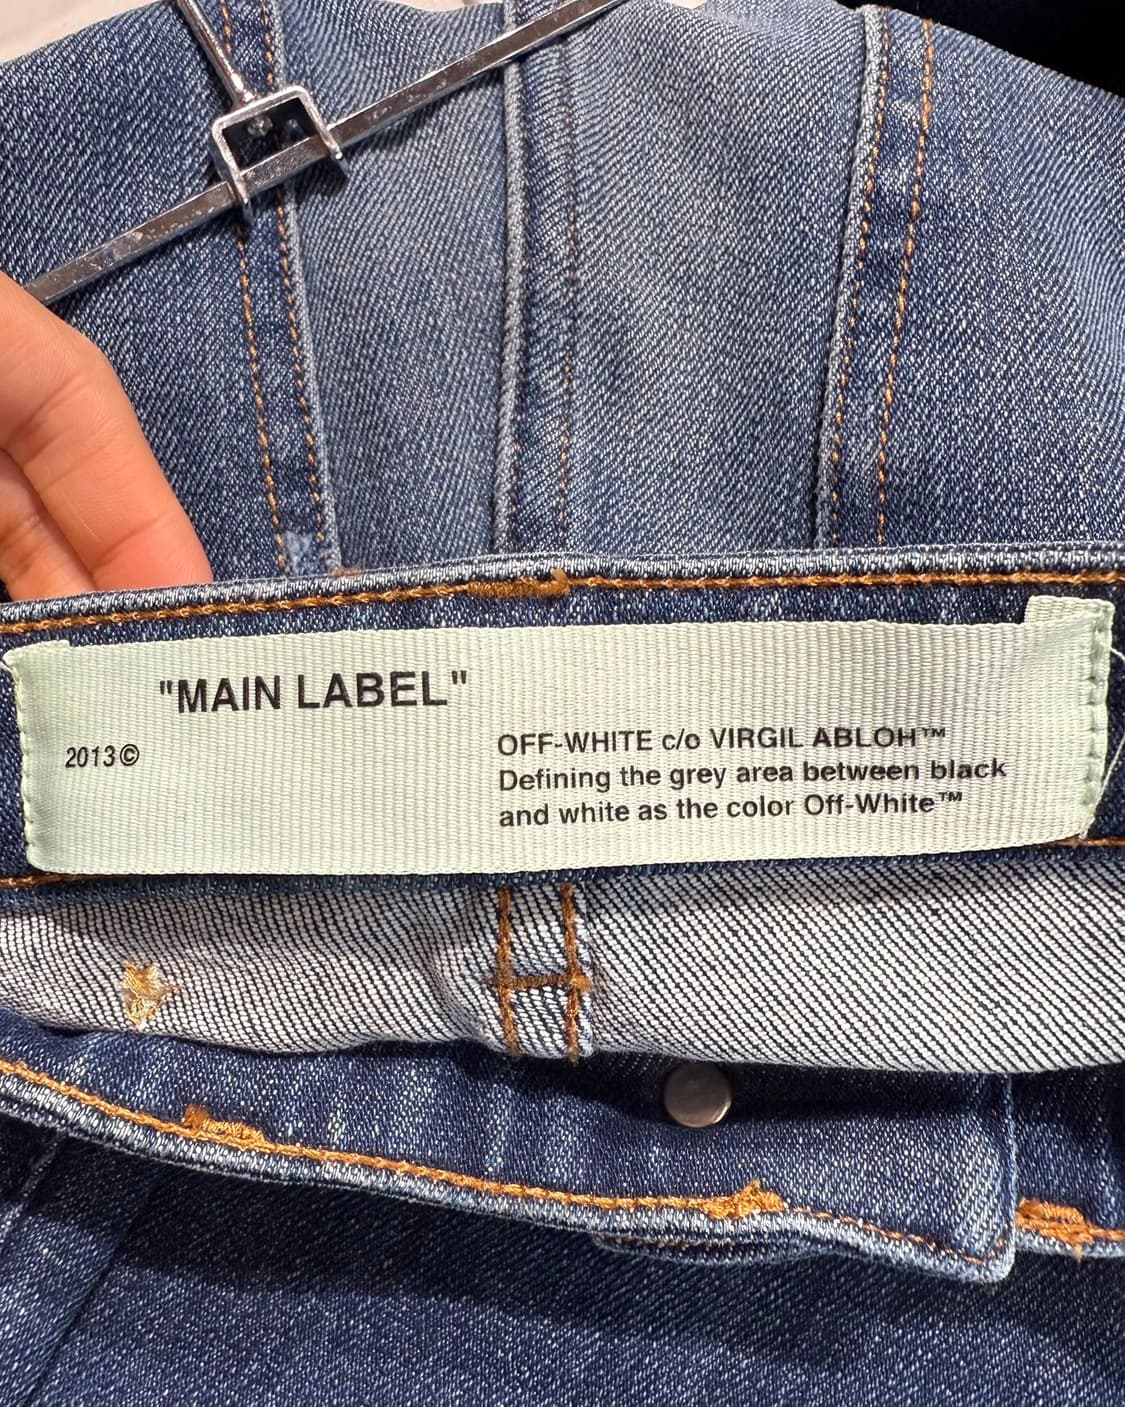 "MAIN LABEL"
2013©
OFF-WHITE c/o VIRGIL ABLOH™
Defining the grey area between black
and white as the color Off-White™